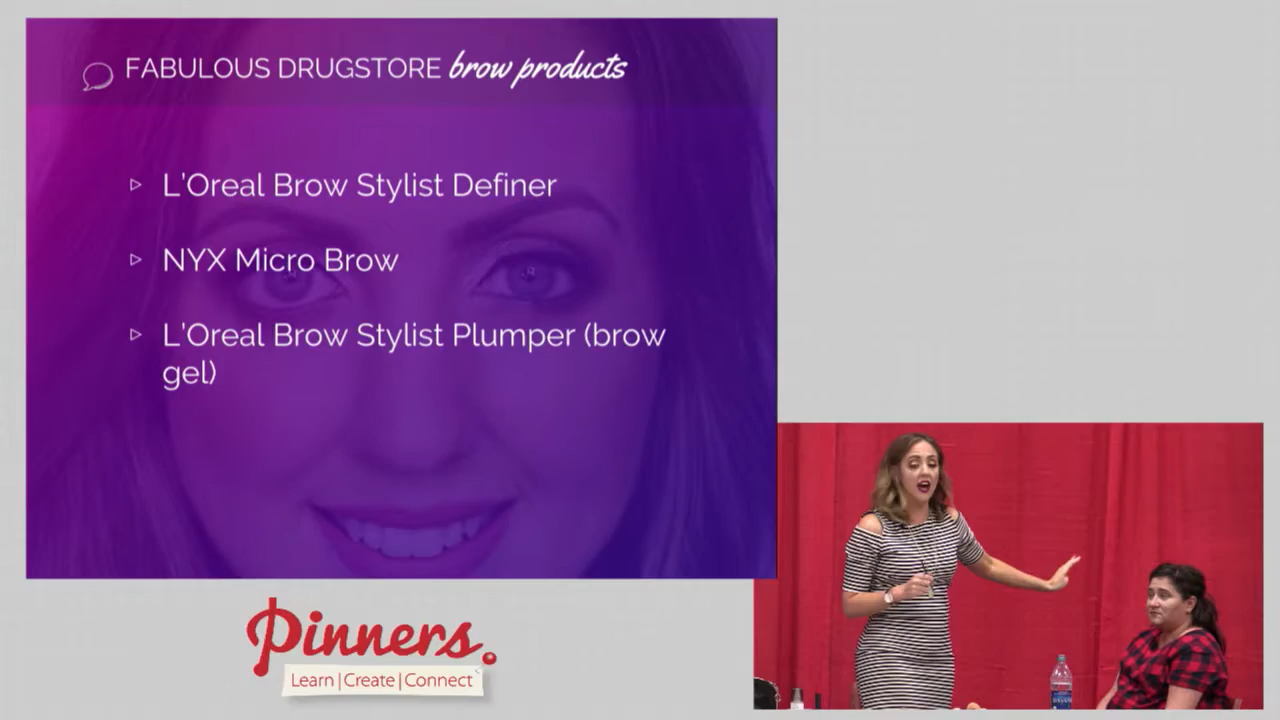 FABULOUS DRUGSTORE brow products
▹ L'Oreal Brow Stylist Definer
▹ NYX Micro Brow
▹ L'Oreal Brow Stylist Plumper (brow
gel)
Pinners.
Learn|Create|Connect